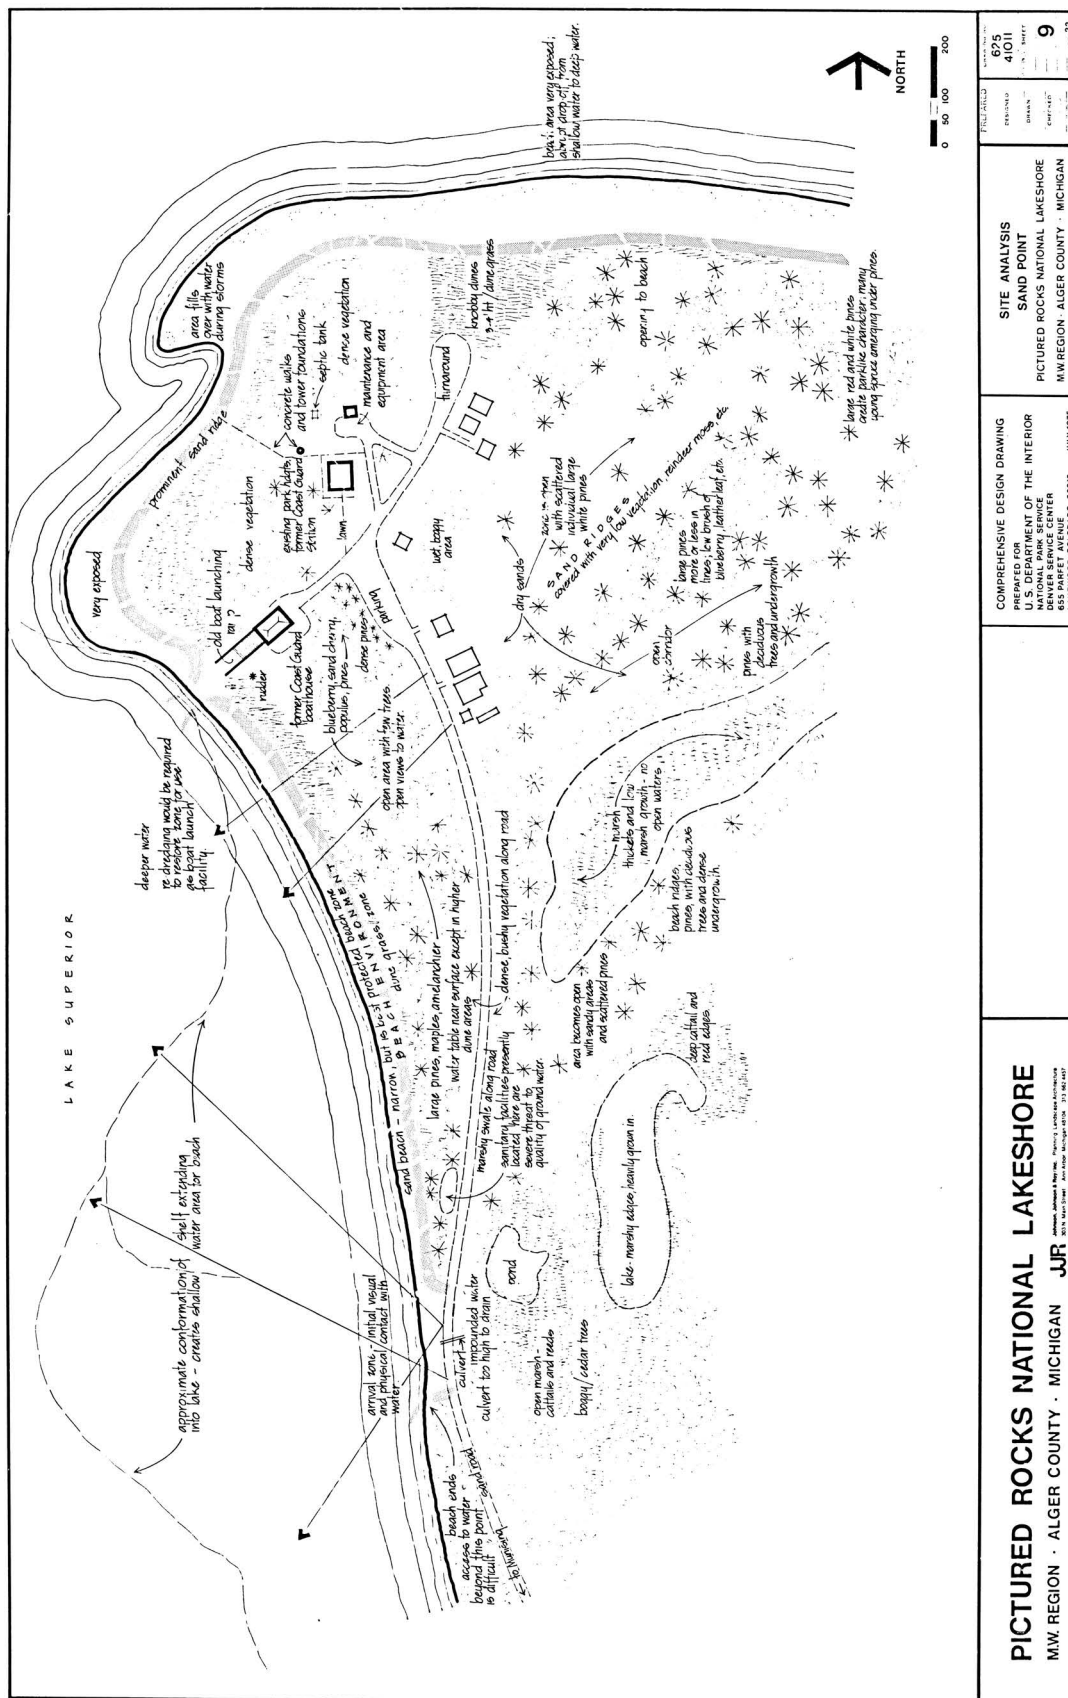 LAKE SUPERIOR
approximate conformation of shelf extending
into lake - creates shallow water area for beach
deeper water
re dredging would be required
to restore zone for use
as boat launch
facility.
very exposed
old boat launching
prominent sand ridge
area fills
over with water
during storms
concrete walks
and tower foundations
septic tank
dense vegetation
maintenance and
equipment area
turnaround
knobby dunes
3-4' ht / dune grass
beach area very exposed;
abrupt drop off from
shallow water to deep water.
NORTH
0 50 100 200
dense vegetation
existing park hdqts,
former Coast Guard
station
lawn
rudder
former Coast Guard
boathouse
blueberry, sand cherry,
populus, pines
dense pines
parking
open area with few trees.
open views to water.
wet, boggy
area
opening to beach
zone is open
with scattered
individual large
white pines
dry sands
SAND RIDGES
covered with very low vegetation, reindeer moss, etc.
large pines
more or less in
lines; low brush of
blueberry, leather leaf, etc.
large red and white pines
create parklike character. many
young spruce emerging under pines.
open
corridor
pines with
deciduous
trees and undergrowth
sand beach - narrow, but is best protected beach zone
BEACH ENVIRONMENT
dune grass zone
large pines, maples, amelanchier
water table near surface except in higher
dune areas
dense, bushy vegetation along road
marshy swale along road
sanitary facilities presently
located here are
severe threat to
quality of ground water.
marsh
thickets and low
marsh growth - no
open waters
beach ridges,
pines, with deciduous
trees and dense
undergrowth.
area becomes open
with sandy areas
and scattered pines
deep cattail and
reed edges.
lake - marshy edges, heavily grown in.
pond
arrival zone - initial visual
and physical contact with
water
culvert
impounded water
culvert too high to drain
open marsh -
cattails and reeds
boggy / cedar trees
beach ends
access to water
beyond this point
is difficult
sand road
to Munising
PICTURED ROCKS NATIONAL LAKESHORE
M.W. REGION · ALGER COUNTY · MICHIGAN
JJR
COMPREHENSIVE DESIGN DRAWING
PREPARED FOR
U.S. DEPARTMENT OF THE INTERIOR
NATIONAL PARK SERVICE
DENVER SERVICE CENTER
655 PARFET AVENUE
SITE ANALYSIS
SAND POINT
PICTURED ROCKS NATIONAL LAKESHORE
M.W. REGION · ALGER COUNTY · MICHIGAN
PREPARED
DESIGNED
DRAWN
CHECKED
625
41011
SHEET
9